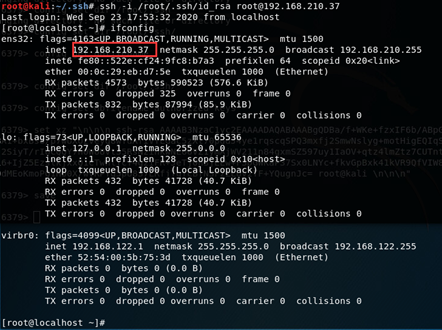 root@kali:~/.ssh# ssh -i /root/.ssh/id_rsa root@192.168.210.37
Last login: Wed Sep 23 17:53:32 2020 from localhost
[root@localhost ~]# ifconfig
ens32: flags=4163<UP,BROADCAST,RUNNING,MULTICAST>  mtu 1500
        inet 192.168.210.37  netmask 255.255.255.0  broadcast 192.168.210.255
        inet6 fe80::522e:cf24:9fc8:b7a3  prefixlen 64  scopeid 0x20<link>
        ether 00:0c:29:eb:d7:5e  txqueuelen 1000  (Ethernet)
        RX packets 4573  bytes 590523 (576.6 KiB)
        RX errors 0  dropped 325  overruns 0  frame 0
        TX packets 832  bytes 87994 (85.9 KiB)
        TX errors 0  dropped 0 overruns 0  carrier 0  collisions 0
lo: flags=73<UP,LOOPBACK,RUNNING>  mtu 65536
        inet 127.0.0.1  netmask 255.0.0.0
        inet6 ::1  prefixlen 128  scopeid 0x10<host>
        loop  txqueuelen 1000  (Local Loopback)
        RX packets 432  bytes 41728 (40.7 KiB)
        RX errors 0  dropped 0  overruns 0  frame 0
        TX packets 432  bytes 41728 (40.7 KiB)
        TX errors 0  dropped 0 overruns 0  carrier 0  collisions 0
virbr0: flags=4099<UP,BROADCAST,MULTICAST>  mtu 1500
        inet 192.168.122.1  netmask 255.255.255.0  broadcast 192.168.122.255
        ether 52:54:00:5b:75:3d  txqueuelen 1000  (Ethernet)
        RX packets 0  bytes 0 (0.0 B)
        RX errors 0  dropped 0  overruns 0  frame 0
        TX packets 0  bytes 0 (0.0 B)
        TX errors 0  dropped 0 overruns 0  carrier 0  collisions 0
[root@localhost ~]#